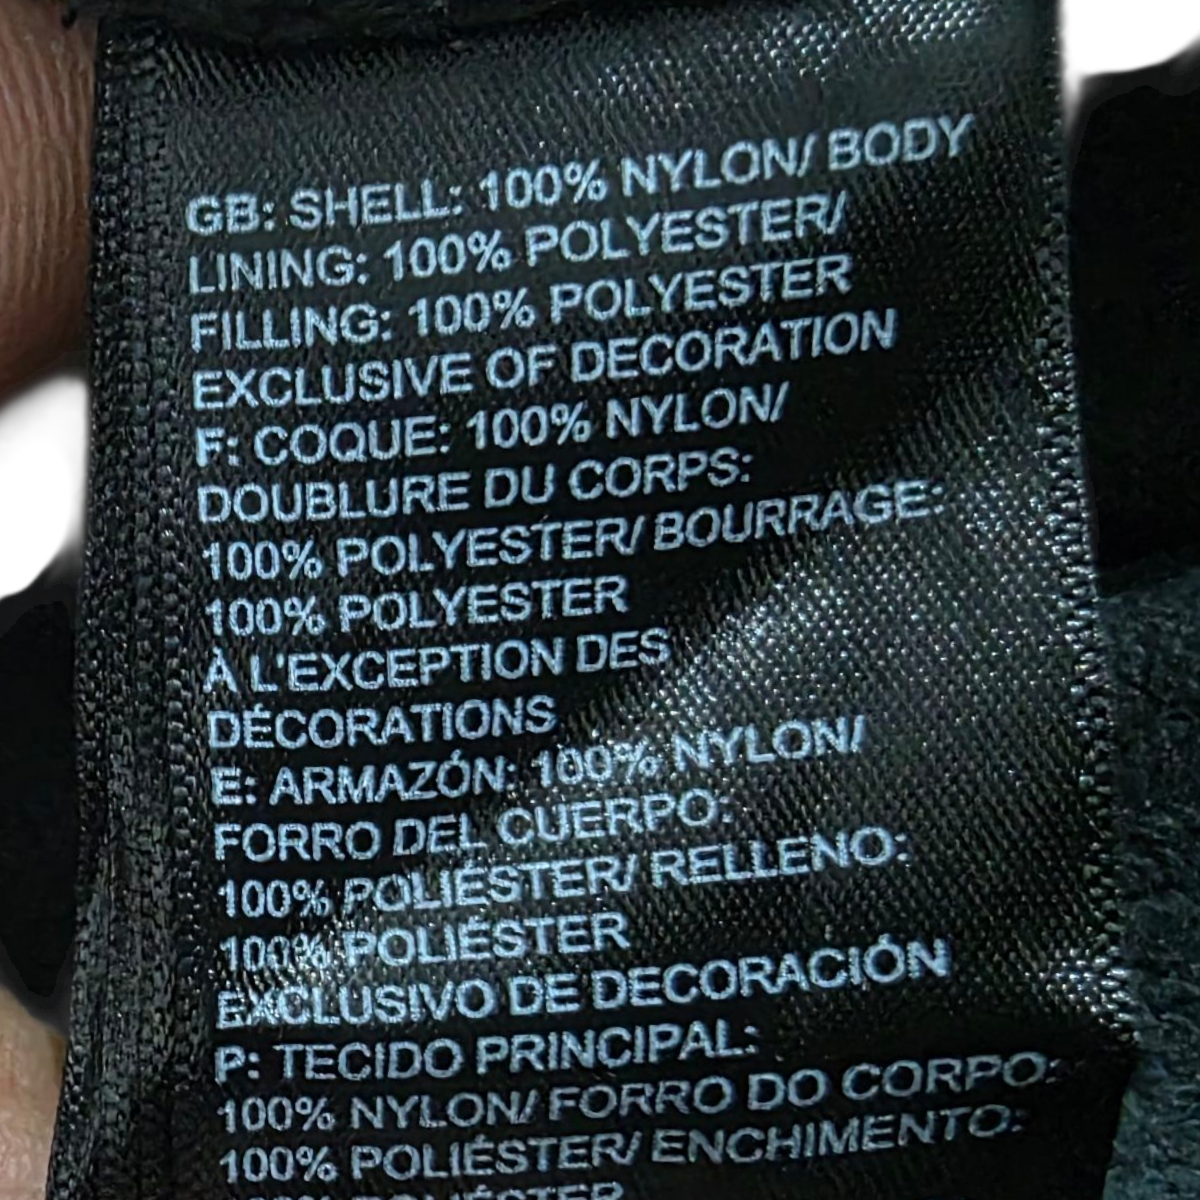 GB: SHELL: 100% NYLON/ BODY
LINING: 100% POLYESTER/
FILLING: 100% POLYESTER
EXCLUSIVE OF DECORATION
F: COQUE: 100% NYLON/
DOUBLURE DU CORPS:
100% POLYESTER/ BOURRAGE:
100% POLYESTER
À L'EXCEPTION DES
DÉCORATIONS
E: ARMAZÓN: 100% NYLON/
FORRO DEL CUERPO:
100% POLIÉSTER/ RELLENO:
100% POLIÉSTER
EXCLUSIVO DE DECORACIÓN
P: TECIDO PRINCIPAL:
100% NYLON/ FORRO DO CORPO:
100% POLIÉSTER/ ENCHIMENTO: